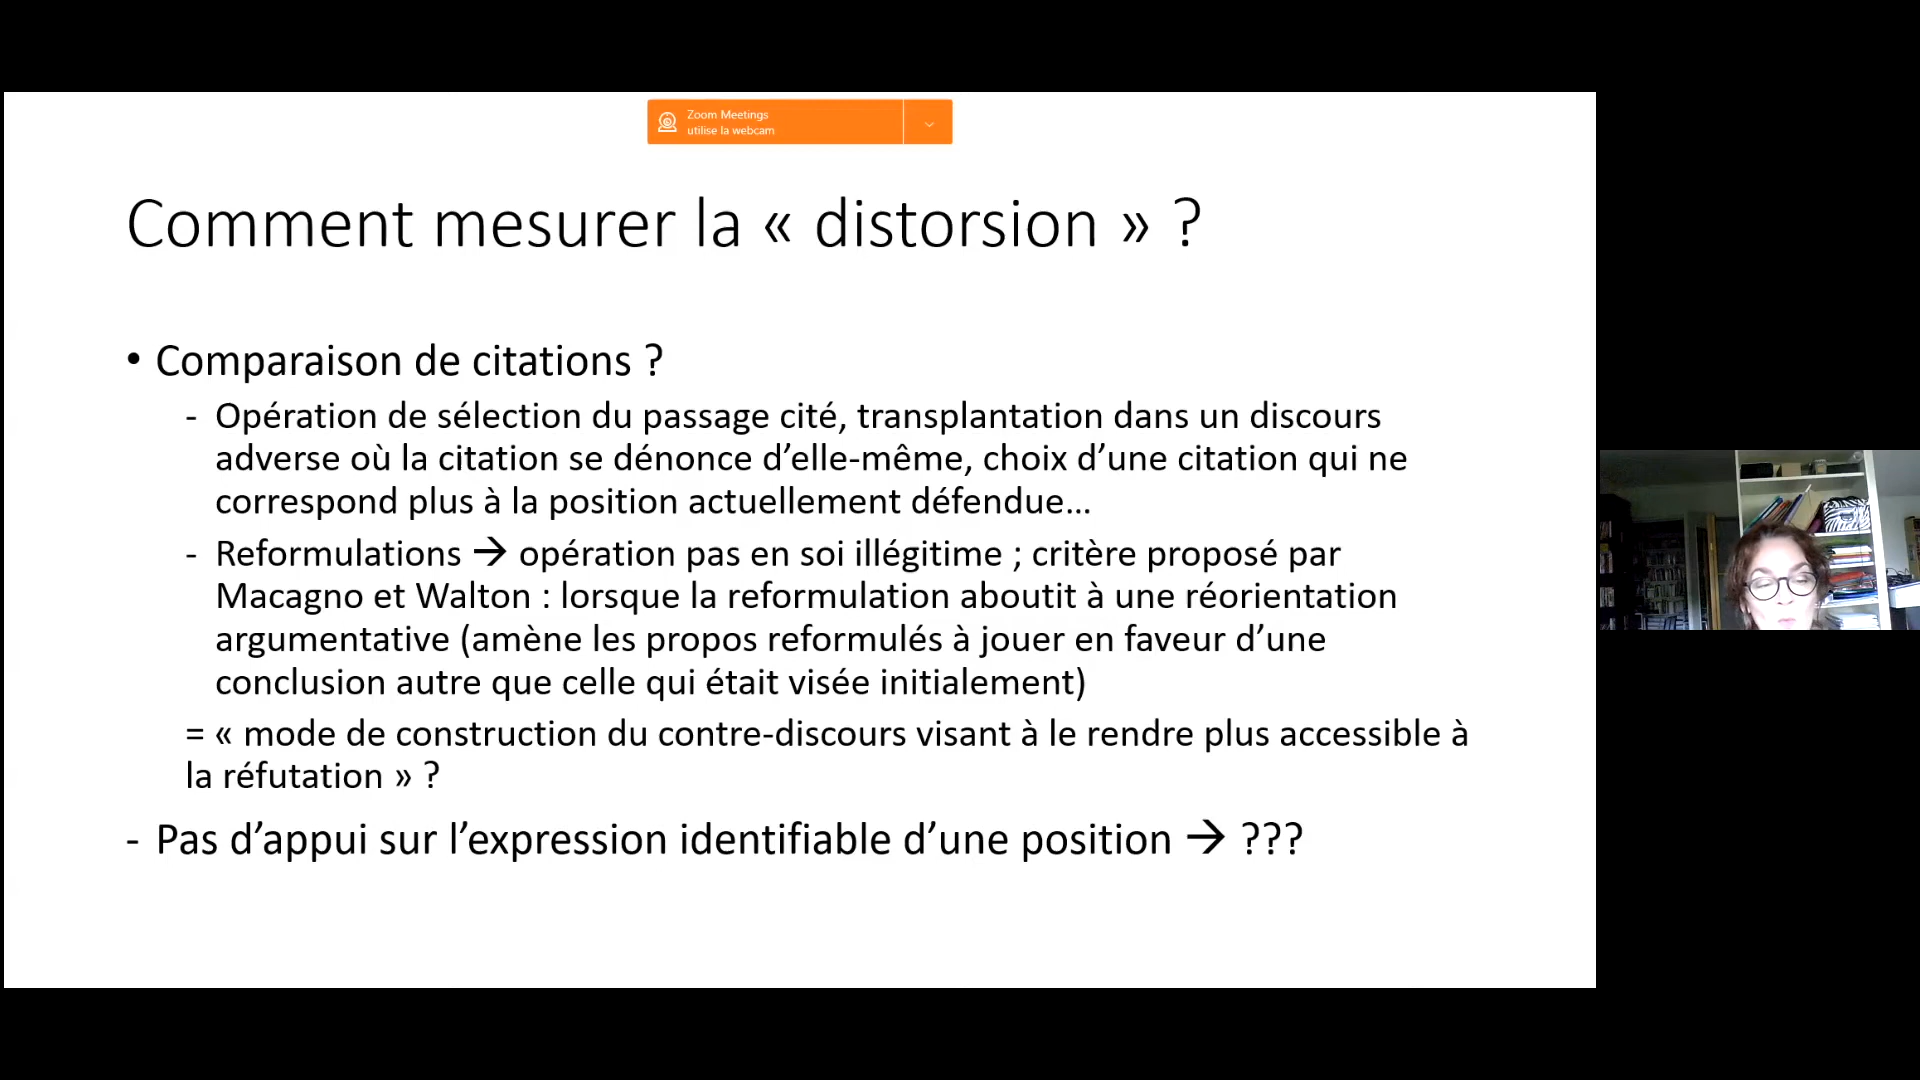 Zoom Meetings
utilise la webcam
Comment mesurer la « distorsion » ?
• Comparaison de citations ?
- Opération de sélection du passage cité, transplantation dans un discours
adverse où la citation se dénonce d’elle-même, choix d’une citation qui ne
correspond plus à la position actuellement défendue…
- Reformulations → opération pas en soi illégitime ; critère proposé par
Macagno et Walton : lorsque la reformulation aboutit à une réorientation
argumentative (amène les propos reformulés à jouer en faveur d’une
conclusion autre que celle qui était visée initialement)
= « mode de construction du contre-discours visant à le rendre plus accessible à
la réfutation » ?
- Pas d’appui sur l’expression identifiable d’une position → ???